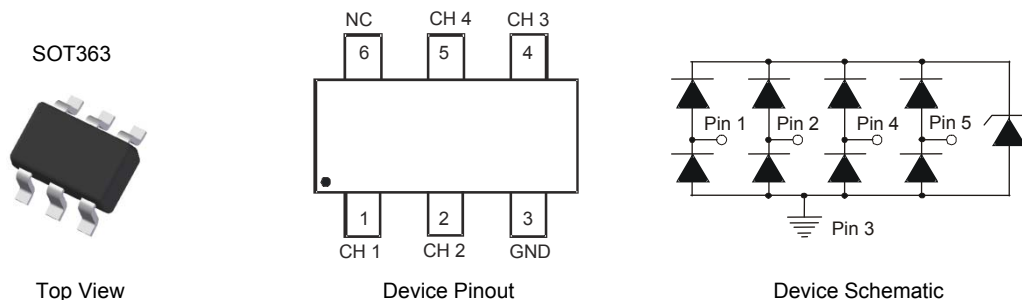 SOT363
Top View
NC CH 4 CH 3
6 5 4
1 2 3
CH 1 CH 2 GND
Device Pinout
Pin 1 Pin 2 Pin 4 Pin 5
Pin 3
Device Schematic